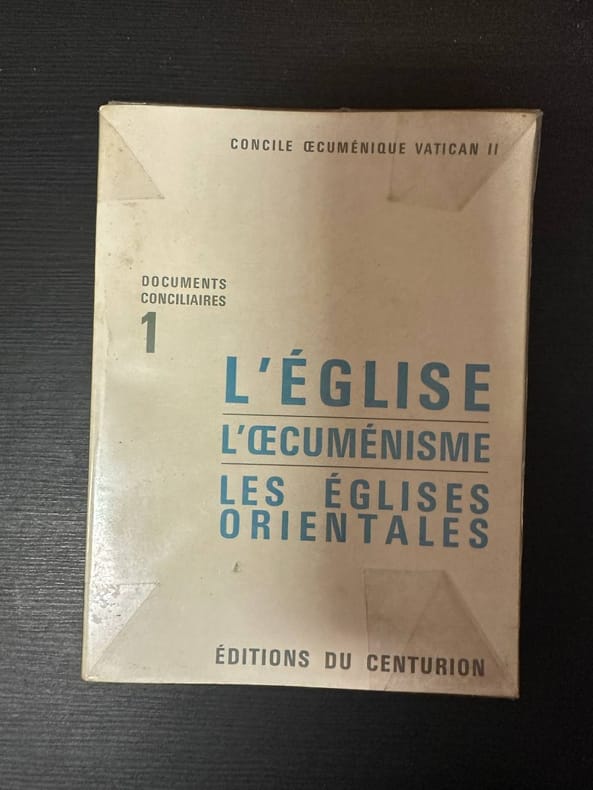 CONCILE ŒCUMÉNIQUE VATICAN II
DOCUMENTS
CONCILIAIRES
1
L'ÉGLISE
L'ŒCUMÉNISME
LES ÉGLISES
ORIENTALES
ÉDITIONS DU CENTURION